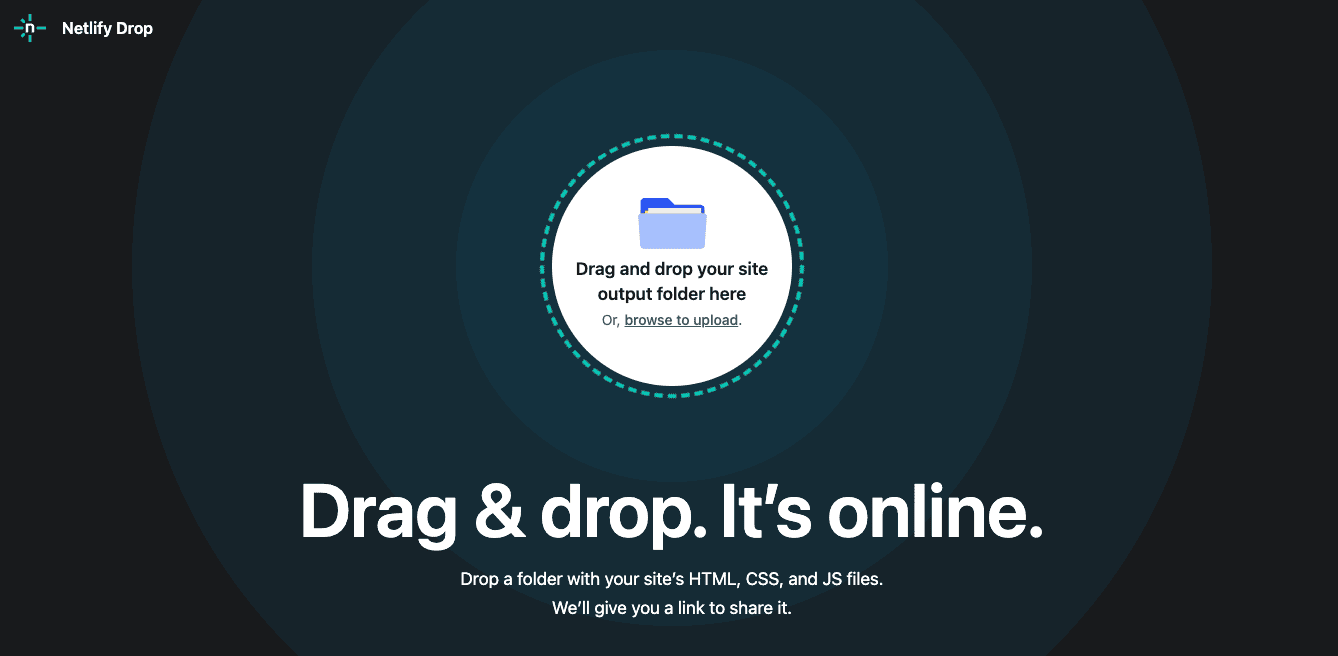 n
Netlify Drop
Drag and drop your site
output folder here
Or, browse to upload.
Drag & drop. It’s online.
Drop a folder with your site’s HTML, CSS, and JS files.
We’ll give you a link to share it.